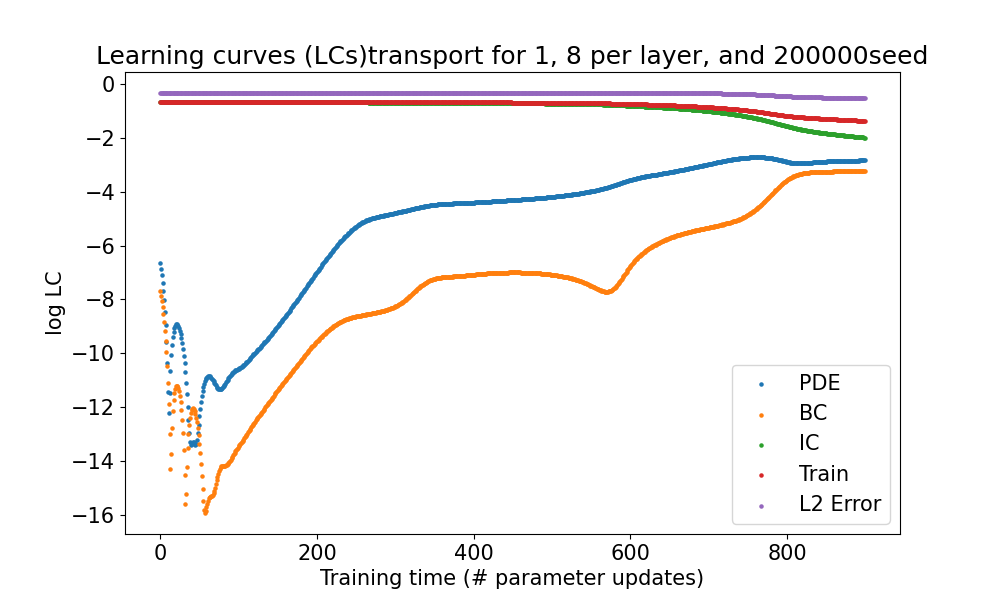 Learning curves (LCs)transport for 1, 8 per layer, and 200000seed
log LC
0
−2
−4
−6
−8
−10
−12
−14
−16
PDE
BC
IC
Train
L2 Error
0 200 400 600 800
Training time (# parameter updates)